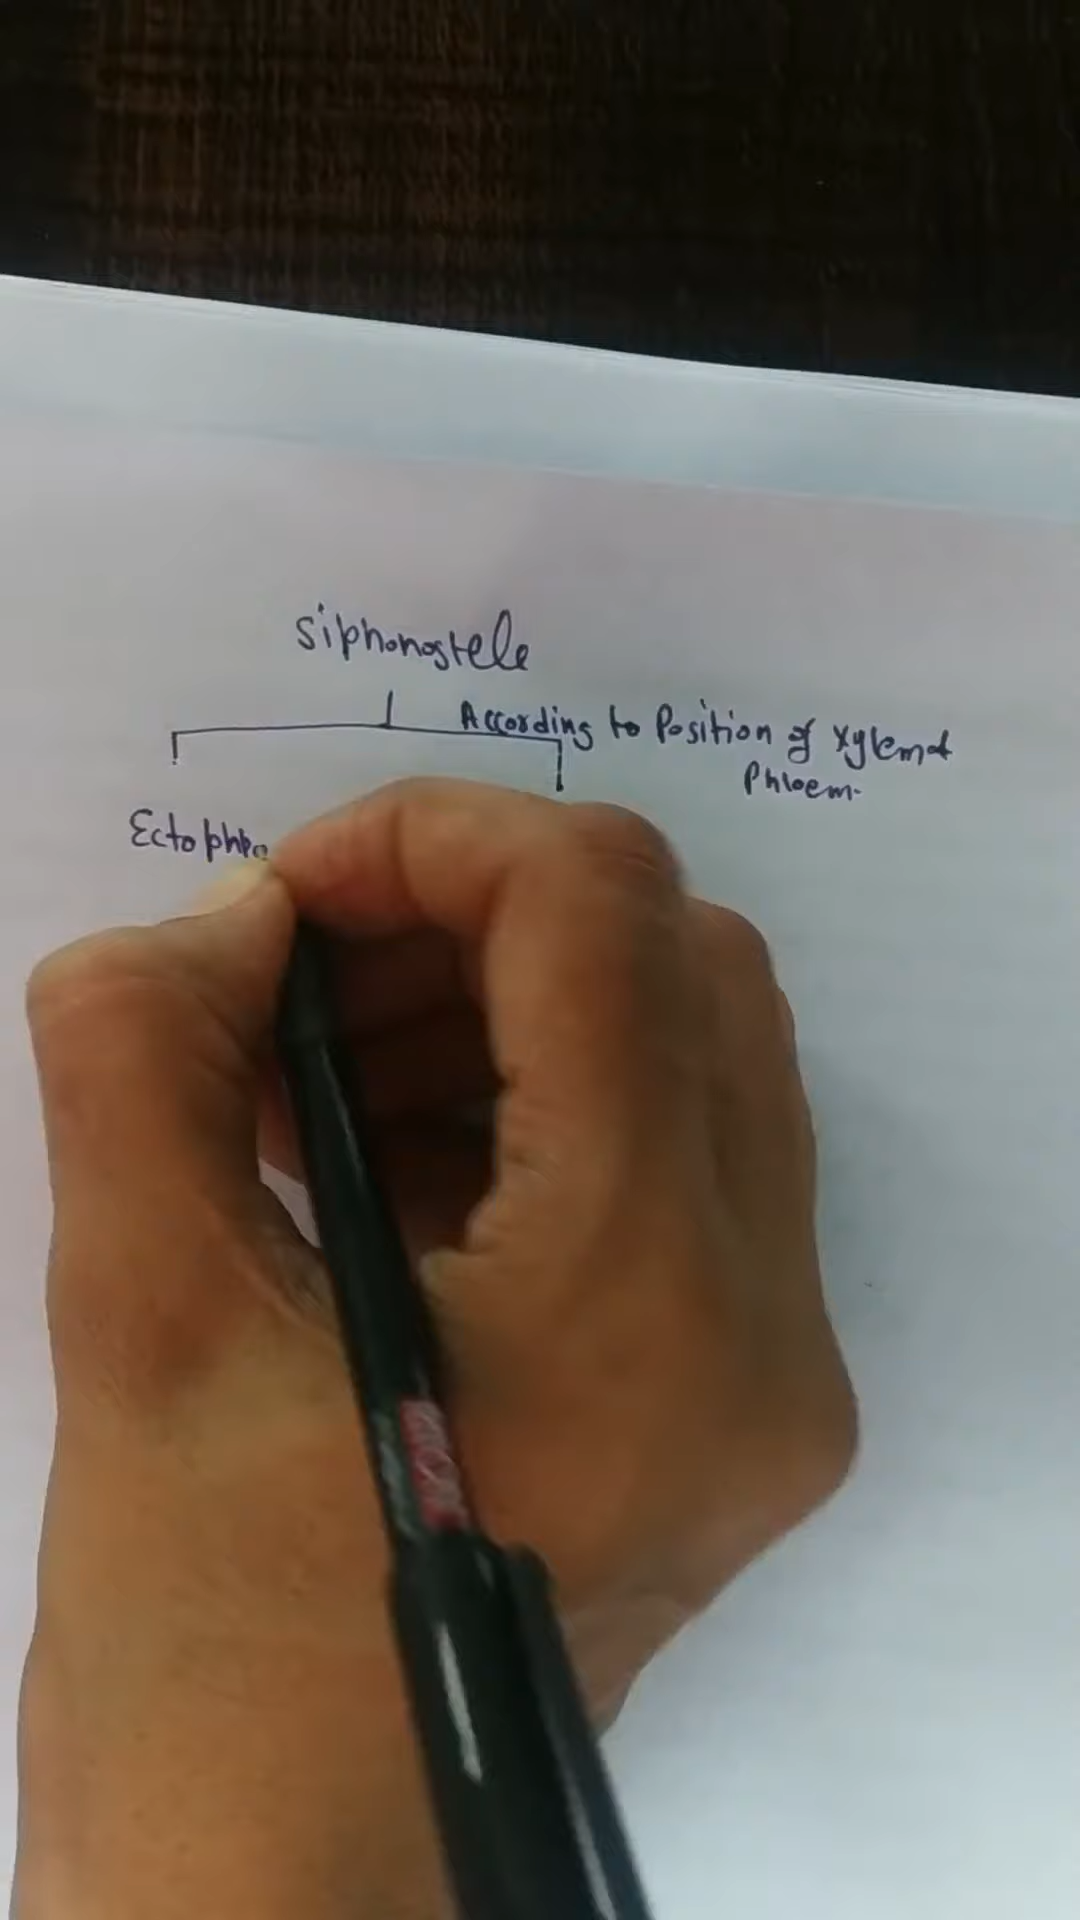 siphonostele
According to Position of xylem &
Phloem.
Ectophlo